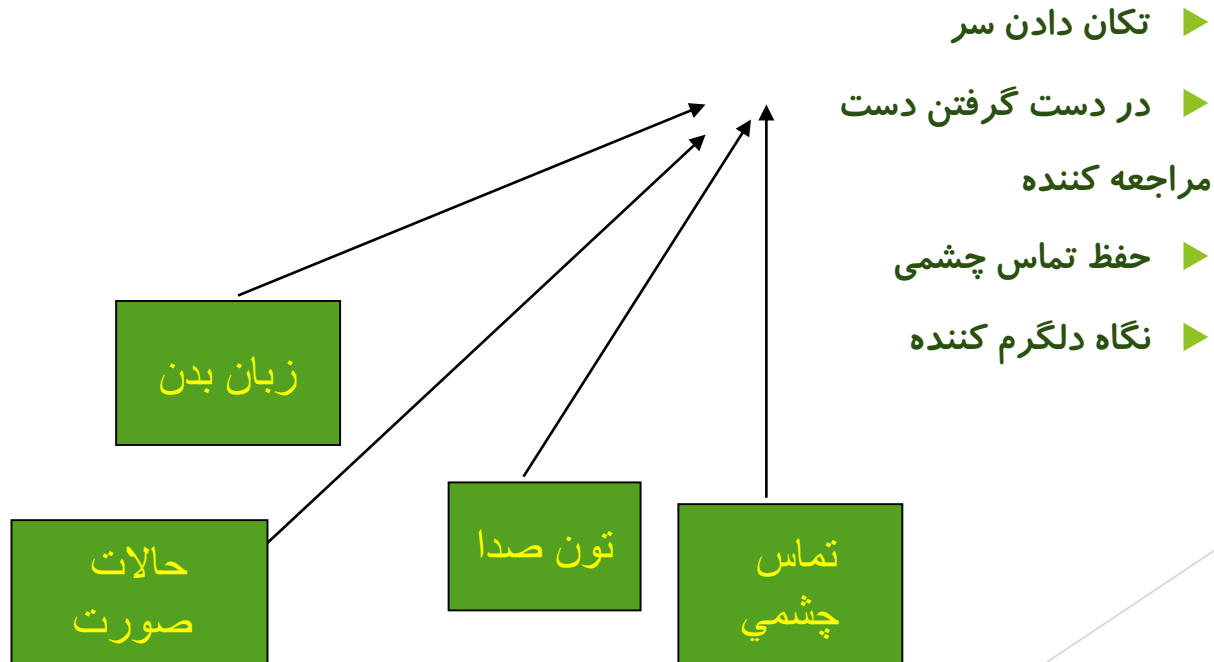 تکان دادن سر
در دست گرفتن دست
مراجعه کننده
حفظ تماس چشمی
نگاه دلگرم کننده
زبان بدن
تون صدا
تماس
چشمي
حالات
صورت